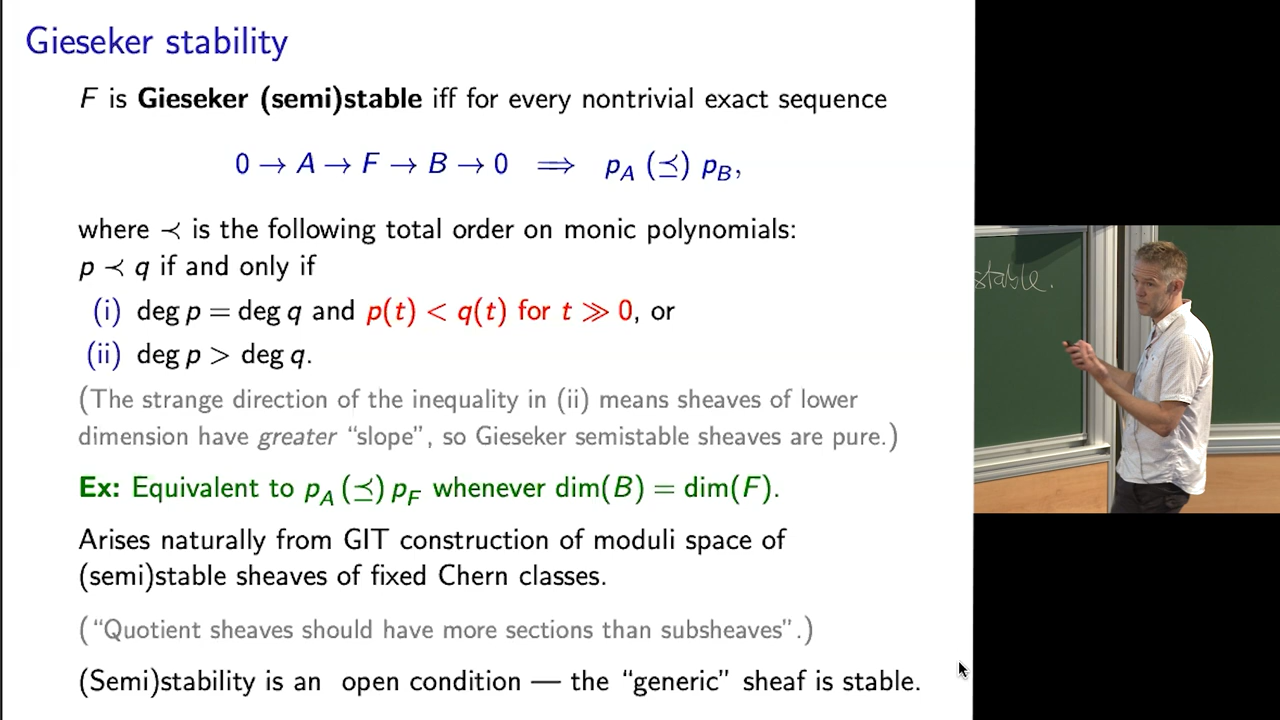 Gieseker stability
F is Gieseker (semi)stable iff for every nontrivial exact sequence
0 → A → F → B → 0 ⟹ p_A (⪯) p_B,
where ≺ is the following total order on monic polynomials:
p ≺ q if and only if
(i) deg p = deg q and p(t) < q(t) for t ≫ 0, or
(ii) deg p > deg q.
(The strange direction of the inequality in (ii) means sheaves of lower
dimension have greater “slope”, so Gieseker semistable sheaves are pure.)
Ex: Equivalent to p_A (⪯) p_F whenever dim(B) = dim(F).
Arises naturally from GIT construction of moduli space of
(semi)stable sheaves of fixed Chern classes.
(“Quotient sheaves should have more sections than subsheaves”.)
(Semi)stability is an open condition — the “generic” sheaf is stable.
stable.